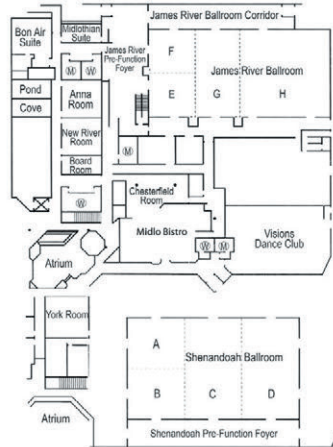 James River Ballroom Corridor
Bon Air
Suite
Midlothian
Suite
James River
Pre-Function
Foyer
F
M
W
James River Ballroom
Pond
Anna
Room
E
G
H
Cove
New River
Room
M
Board
Room
W
Chesterfield
Room
Midlo Bistro
Visions
Dance Club
W
M
Atrium
York Room
A
Shenandoah Ballroom
B
C
D
Atrium
Shenandoah Pre-Function Foyer